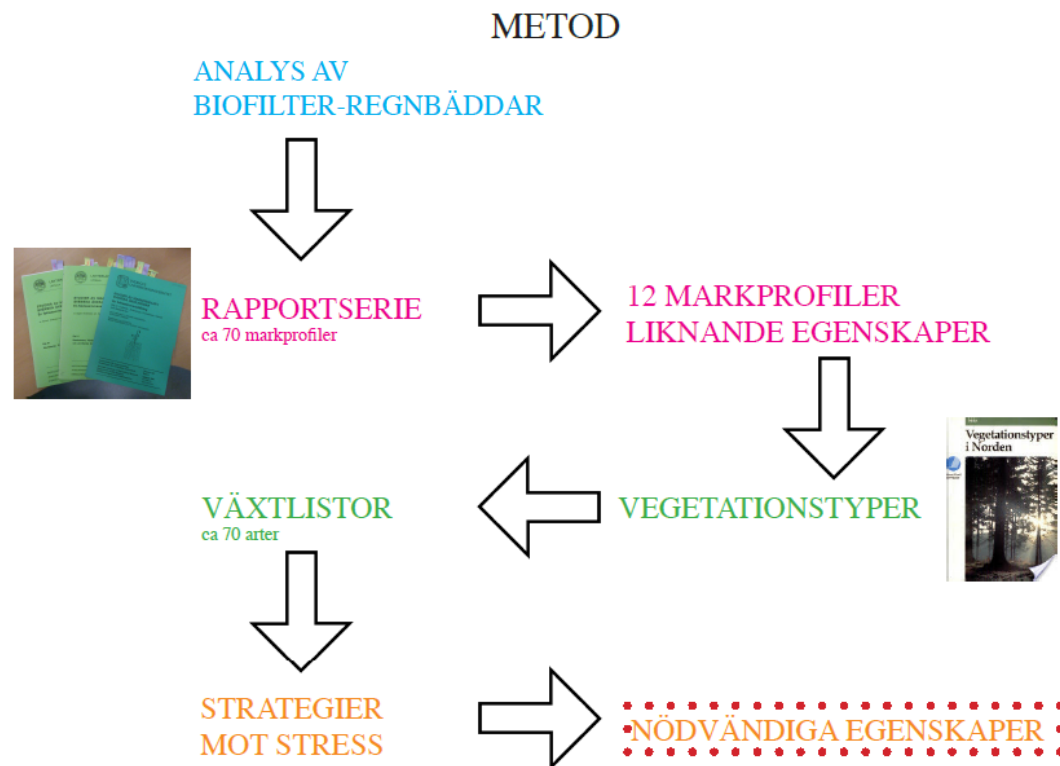 METOD
ANALYS AV
BIOFILTER-REGNBÄDDAR
RAPPORTSERIE
ca 70 markprofiler
12 MARKPROFILER
LIKNANDE EGENSKAPER
VÄXTLISTOR
ca 70 arter
VEGETATIONSTYPER
Vegetationstyper
i Norden
STRATEGIER
MOT STRESS
NÖDVÄNDIGA EGENSKAPER